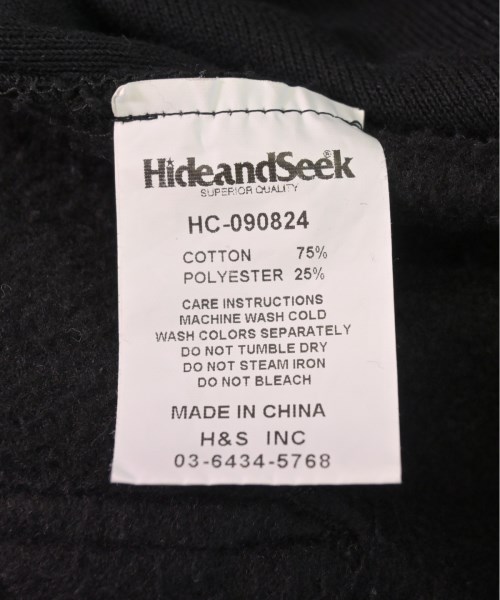 HideandSeek®
SUPERIOR QUALITY
HC-090824
COTTON 75%
POLYESTER 25%
CARE INSTRUCTIONS
MACHINE WASH COLD
WASH COLORS SEPARATELY
DO NOT TUMBLE DRY
DO NOT STEAM IRON
DO NOT BLEACH
MADE IN CHINA
H&S INC
03-6434-5768